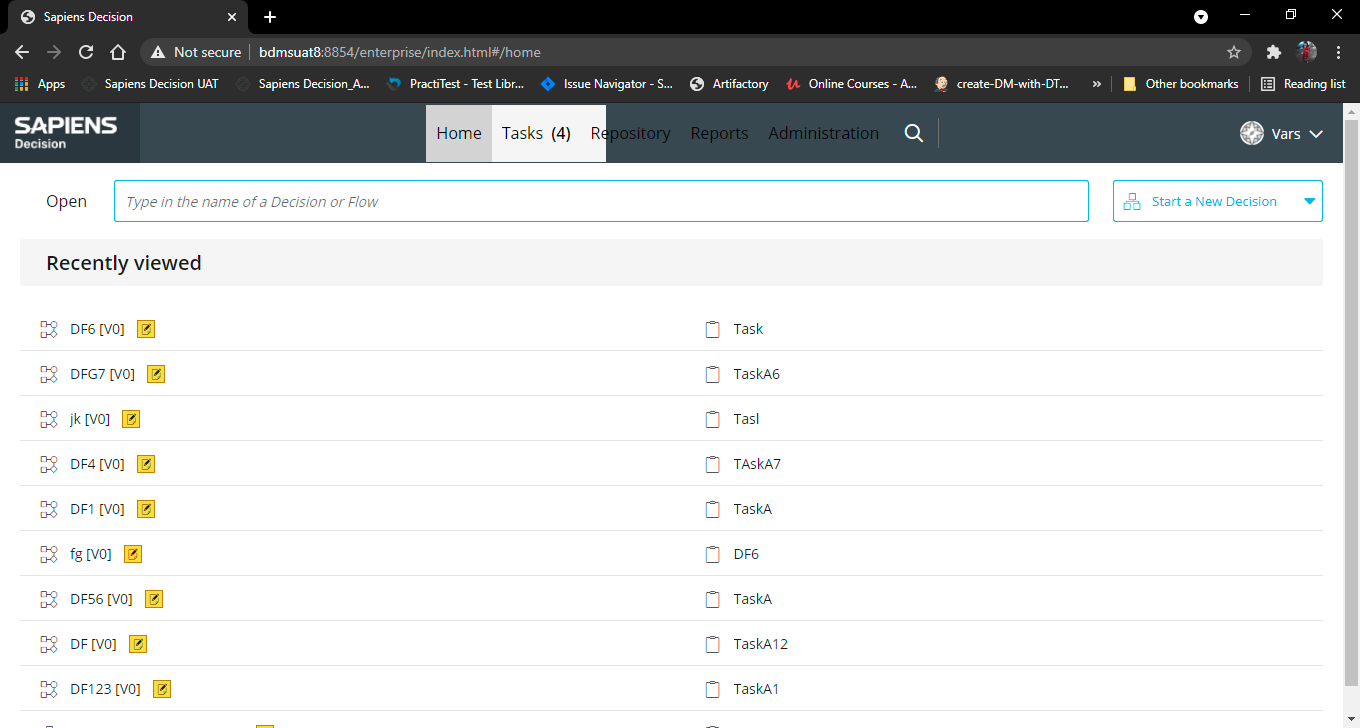 Sapiens Decision
Not secure bdmsuat8:8854/enterprise/index.html#/home
Apps Sapiens Decision UAT Sapiens Decision_A... PractiTest - Test Libr... Issue Navigator - S... Artifactory Online Courses - A... create-DM-with-DT... » Other bookmarks Reading list
SAPIENS
Decision
Home Tasks (4) Repository Reports Administration Vars
Open Type in the name of a Decision or Flow Start a New Decision
Recently viewed
DF6 [V0] Task
DFG7 [V0] TaskA6
jk [V0] Tasl
DF4 [V0] TAskA7
DF1 [V0] TaskA
fg [V0] DF6
DF56 [V0] TaskA
DF [V0] TaskA12
DF123 [V0] TaskA1